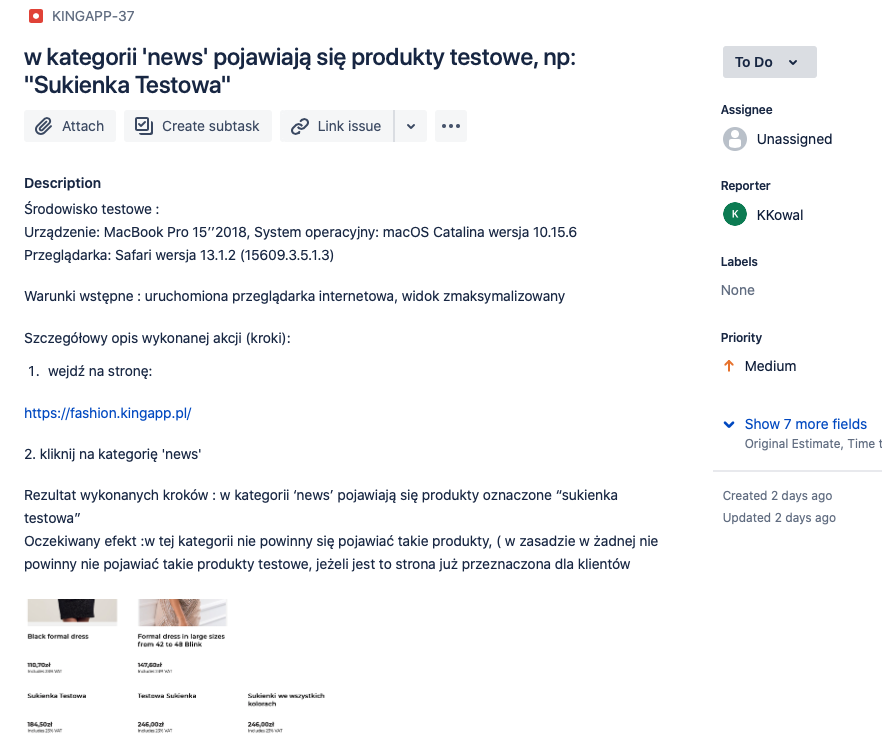 KINGAPP-37
w kategorii 'news' pojawiają się produkty testowe, np:
"Sukienka Testowa"
Attach
Create subtask
Link issue
Description
Środowisko testowe :
Urządzenie: MacBook Pro 15’’2018, System operacyjny: macOS Catalina wersja 10.15.6
Przeglądarka: Safari wersja 13.1.2 (15609.3.5.1.3)
Warunki wstępne : uruchomiona przeglądarka internetowa, widok zmaksymalizowany
Szczegółowy opis wykonanej akcji (kroki):
1. wejdź na stronę:
https://fashion.kingapp.pl/
2. kliknij na kategorię 'news'
Rezultat wykonanych kroków : w kategorii ‘news’ pojawiają się produkty oznaczone “sukienka
testowa”
Oczekiwany efekt :w tej kategorii nie powinny się pojawiać takie produkty, ( w zasadzie w żadnej nie
powinny nie pojawiać takie produkty testowe, jeżeli jest to strona już przeznaczona dla klientów
Black formal dress
110,70zł
Includes 23% VAT
Formal dress in large sizes
from 42 to 48 Blink
147,60zł
Includes 23% VAT
Sukienka Testowa
184,50zł
Includes 23% VAT
Testowa Sukienka
246,00zł
Includes 23% VAT
Sukienki we wszystkich
kolorach
246,00zł
Includes 23% VAT
To Do
Assignee
Unassigned
Reporter
K
KKowal
Labels
None
Priority
Medium
Show 7 more fields
Original Estimate, Time t
Created 2 days ago
Updated 2 days ago